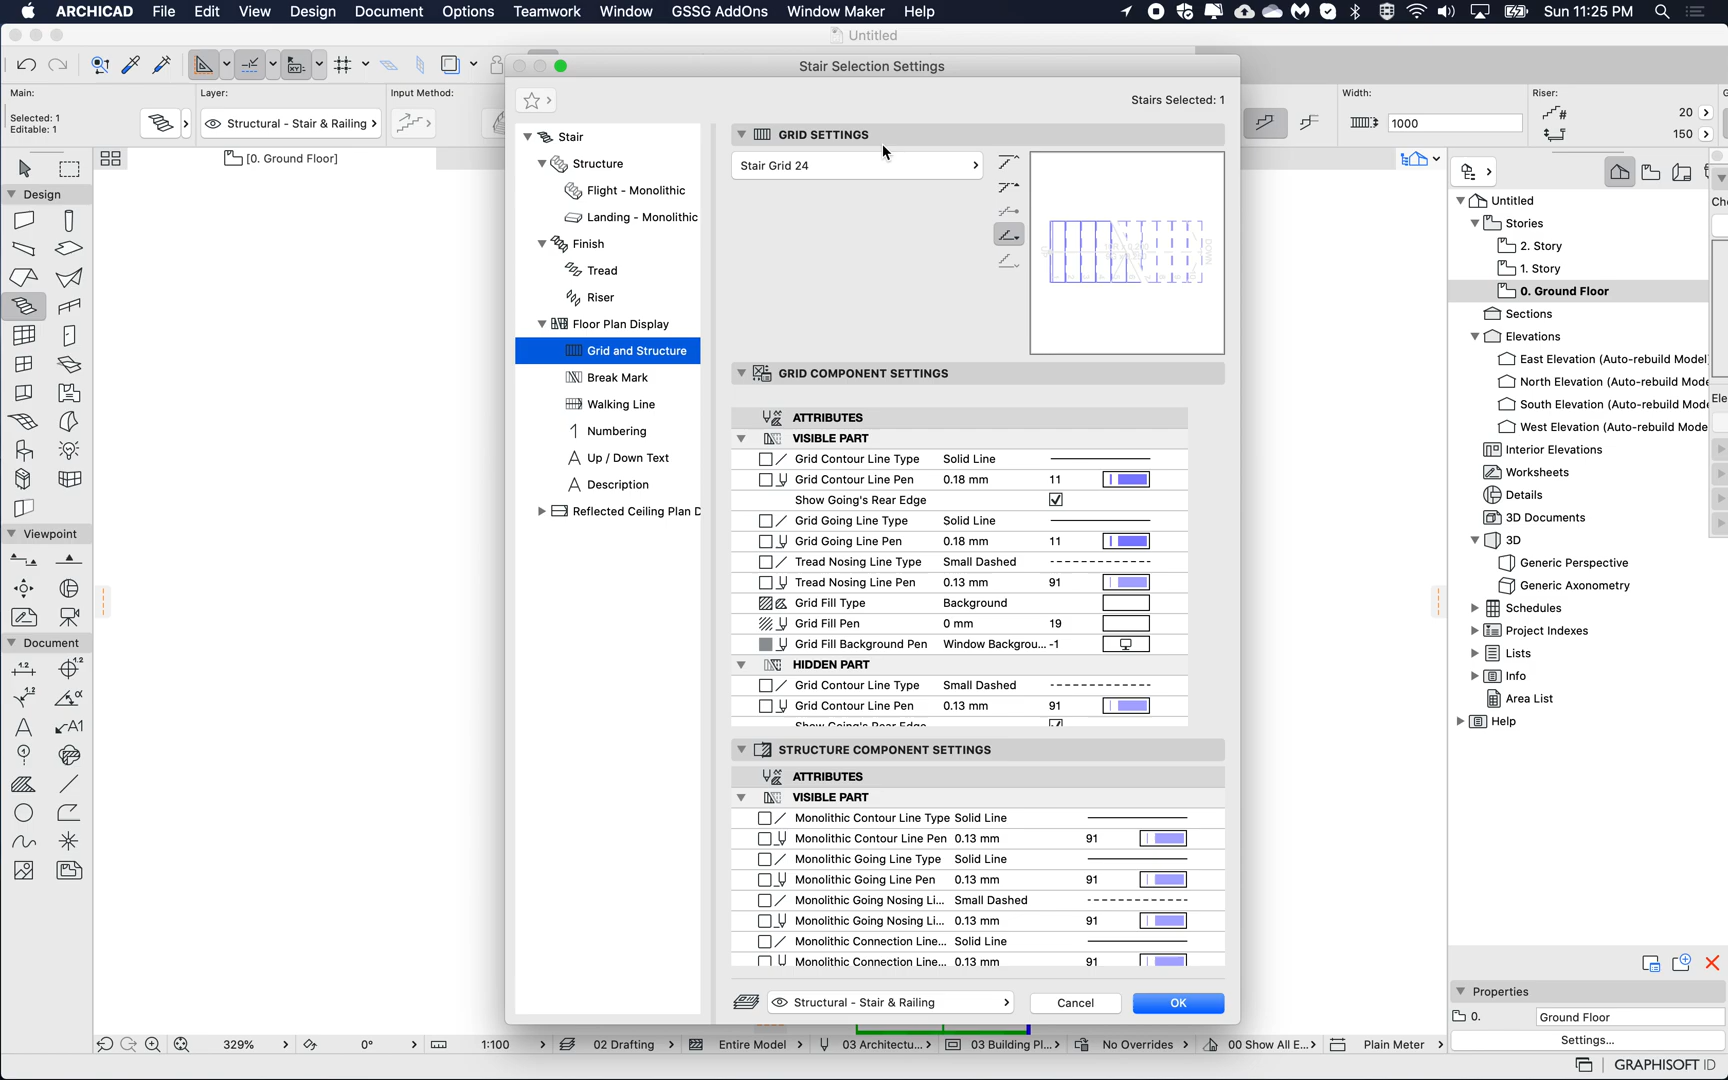 ARCHICAD File Edit View Design Document Options Teamwork Window GSSG AddOns Window Maker Help
Sun 11:25 PM
Untitled
Stair Selection Settings
Main:
Selected: 1
Editable: 1
Layer:
Structural - Stair & Railing
Input Method:
Width:
1000
Riser:
20
150
[0. Ground Floor]
Stairs Selected: 1
Design
Viewpoint
Document
Stair
Structure
Flight - Monolithic
Landing - Monolithic
Finish
Tread
Riser
Floor Plan Display
Grid and Structure
Break Mark
Walking Line
Numbering
Up / Down Text
Description
Reflected Ceiling Plan D
GRID SETTINGS
Stair Grid 24
GRID COMPONENT SETTINGS
ATTRIBUTES
VISIBLE PART
Grid Contour Line Type Solid Line
Grid Contour Line Pen 0.18 mm 11
Show Going's Rear Edge
Grid Going Line Type Solid Line
Grid Going Line Pen 0.18 mm 11
Tread Nosing Line Type Small Dashed
Tread Nosing Line Pen 0.13 mm 91
Grid Fill Type Background
Grid Fill Pen 0 mm 19
Grid Fill Background Pen Window Backgrou... -1
HIDDEN PART
Grid Contour Line Type Small Dashed
Grid Contour Line Pen 0.13 mm 91
Show Going's Rear Edge
STRUCTURE COMPONENT SETTINGS
ATTRIBUTES
VISIBLE PART
Monolithic Contour Line Type Solid Line
Monolithic Contour Line Pen 0.13 mm 91
Monolithic Going Line Type Solid Line
Monolithic Going Line Pen 0.13 mm 91
Monolithic Going Nosing Li... Small Dashed
Monolithic Going Nosing Li... 0.13 mm 91
Monolithic Connection Line... Solid Line
Monolithic Connection Line... 0.13 mm 91
Structural - Stair & Railing
Cancel
OK
Untitled
Stories
2. Story
1. Story
0. Ground Floor
Sections
Elevations
East Elevation (Auto-rebuild Model
North Elevation (Auto-rebuild Mode
South Elevation (Auto-rebuild Mod
West Elevation (Auto-rebuild Mode
Interior Elevations
Worksheets
Details
3D Documents
3D
Generic Perspective
Generic Axonometry
Schedules
Project Indexes
Lists
Info
Area List
Help
Properties
0. Ground Floor
Settings...
329% 0° 1:100 02 Drafting Entire Model 03 Architectu... 03 Building Pl... No Overrides 00 Show All E... Plain Meter
GRAPHISOFT ID